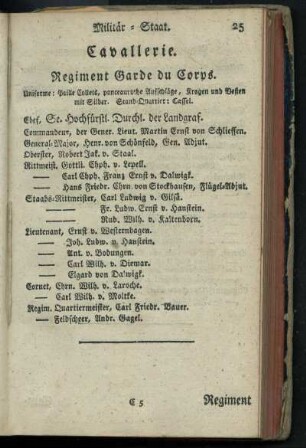 Militär = Staat. 25
Cavallerie.
Regiment Garde du Corps.
Uniforme: Paille Collets, ponceaurothe Aufschläge, Kragen und Westen
mit Silber. Stand-Quartier: Cassel.
Chef, Se. Hochfürstl. Durchl. der Landgraf.
Commandeur, der Gener. Lieut. Martin Ernst von Schlieffen.
General-Major, Henr. von Schönfeld, Gen. Adjut.
Oberster, Robert Jak. v. Staal.
Rittmeist. Gottli. Chph. v. Lepell.
— Carl Chph. Franz Ernst v. Dalwigk.
— Hans Friedr. Chrn. von Stockhausen, Flügel-Adjut.
Staabs-Rittmeister, Carl Ludwig v. Gilsä.
— Fr. Ludw. Ernst v. Hanstein.
— Rud. Wilh. v. Kaltenborn.
Lieutenant, Ernst v. Westernhagen.
— Joh. Ludw. v. Hanstein.
— Ant. v. Bodungen.
— Carl Wilh. v. Diemar.
— Elgard von Dalwigk.
Cornet, Chrn. Wilh. v. Laroche.
— Carl Wilh. v. Moltke.
Regim. Quartiermeister, Carl Friedr. Bauer.
— Feldscheer, Andr. Gagel.
C 5 Regiment